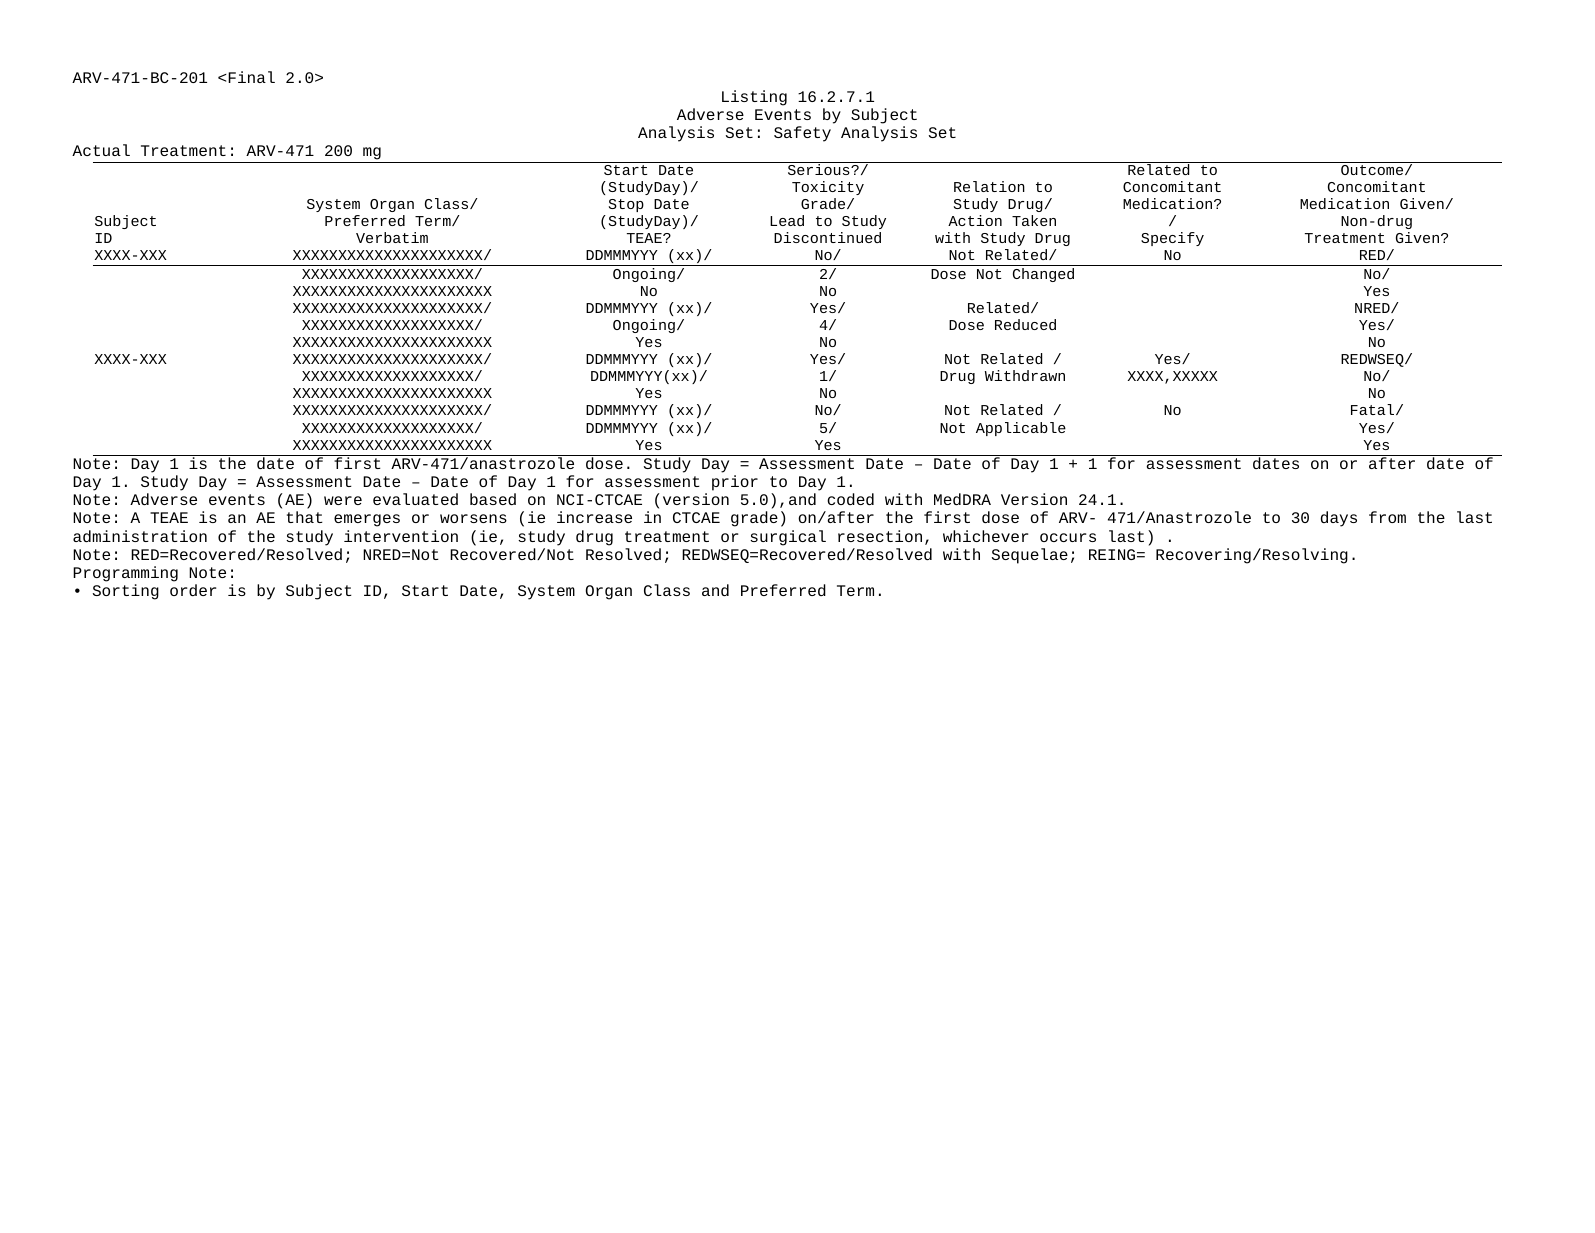 ARV-471-BC-201 <Final 2.0>
Listing 16.2.7.1
Adverse Events by Subject
Analysis Set: Safety Analysis Set
Actual Treatment: ARV-471 200 mg
Start Date Serious?/ Related to Outcome/
(StudyDay)/ Toxicity Relation to Concomitant Concomitant
System Organ Class/ Stop Date Grade/ Study Drug/ Medication? Medication Given/
Subject Preferred Term/ (StudyDay)/ Lead to Study Action Taken / Non-drug
ID Verbatim TEAE? Discontinued with Study Drug Specify Treatment Given?
XXXX-XXX XXXXXXXXXXXXXXXXXXXXX/ DDMMMYYY (xx)/ No/ Not Related/ No RED/
XXXXXXXXXXXXXXXXXXX/ Ongoing/ 2/ Dose Not Changed No/
XXXXXXXXXXXXXXXXXXXXXX No No Yes
XXXXXXXXXXXXXXXXXXXXX/ DDMMMYYY (xx)/ Yes/ Related/ NRED/
XXXXXXXXXXXXXXXXXXX/ Ongoing/ 4/ Dose Reduced Yes/
XXXXXXXXXXXXXXXXXXXXXX Yes No No
XXXX-XXX XXXXXXXXXXXXXXXXXXXXX/ DDMMMYYY (xx)/ Yes/ Not Related / Yes/ REDWSEQ/
XXXXXXXXXXXXXXXXXXX/ DDMMMYYY(xx)/ 1/ Drug Withdrawn XXXX,XXXXX No/
XXXXXXXXXXXXXXXXXXXXXX Yes No No
XXXXXXXXXXXXXXXXXXXXX/ DDMMMYYY (xx)/ No/ Not Related / No Fatal/
XXXXXXXXXXXXXXXXXXX/ DDMMMYYY (xx)/ 5/ Not Applicable Yes/
XXXXXXXXXXXXXXXXXXXXXX Yes Yes Yes
Note: Day 1 is the date of first ARV-471/anastrozole dose. Study Day = Assessment Date – Date of Day 1 + 1 for assessment dates on or after date of
Day 1. Study Day = Assessment Date – Date of Day 1 for assessment prior to Day 1.
Note: Adverse events (AE) were evaluated based on NCI-CTCAE (version 5.0),and coded with MedDRA Version 24.1.
Note: A TEAE is an AE that emerges or worsens (ie increase in CTCAE grade) on/after the first dose of ARV- 471/Anastrozole to 30 days from the last
administration of the study intervention (ie, study drug treatment or surgical resection, whichever occurs last) .
Note: RED=Recovered/Resolved; NRED=Not Recovered/Not Resolved; REDWSEQ=Recovered/Resolved with Sequelae; REING= Recovering/Resolving.
Programming Note:
• Sorting order is by Subject ID, Start Date, System Organ Class and Preferred Term.